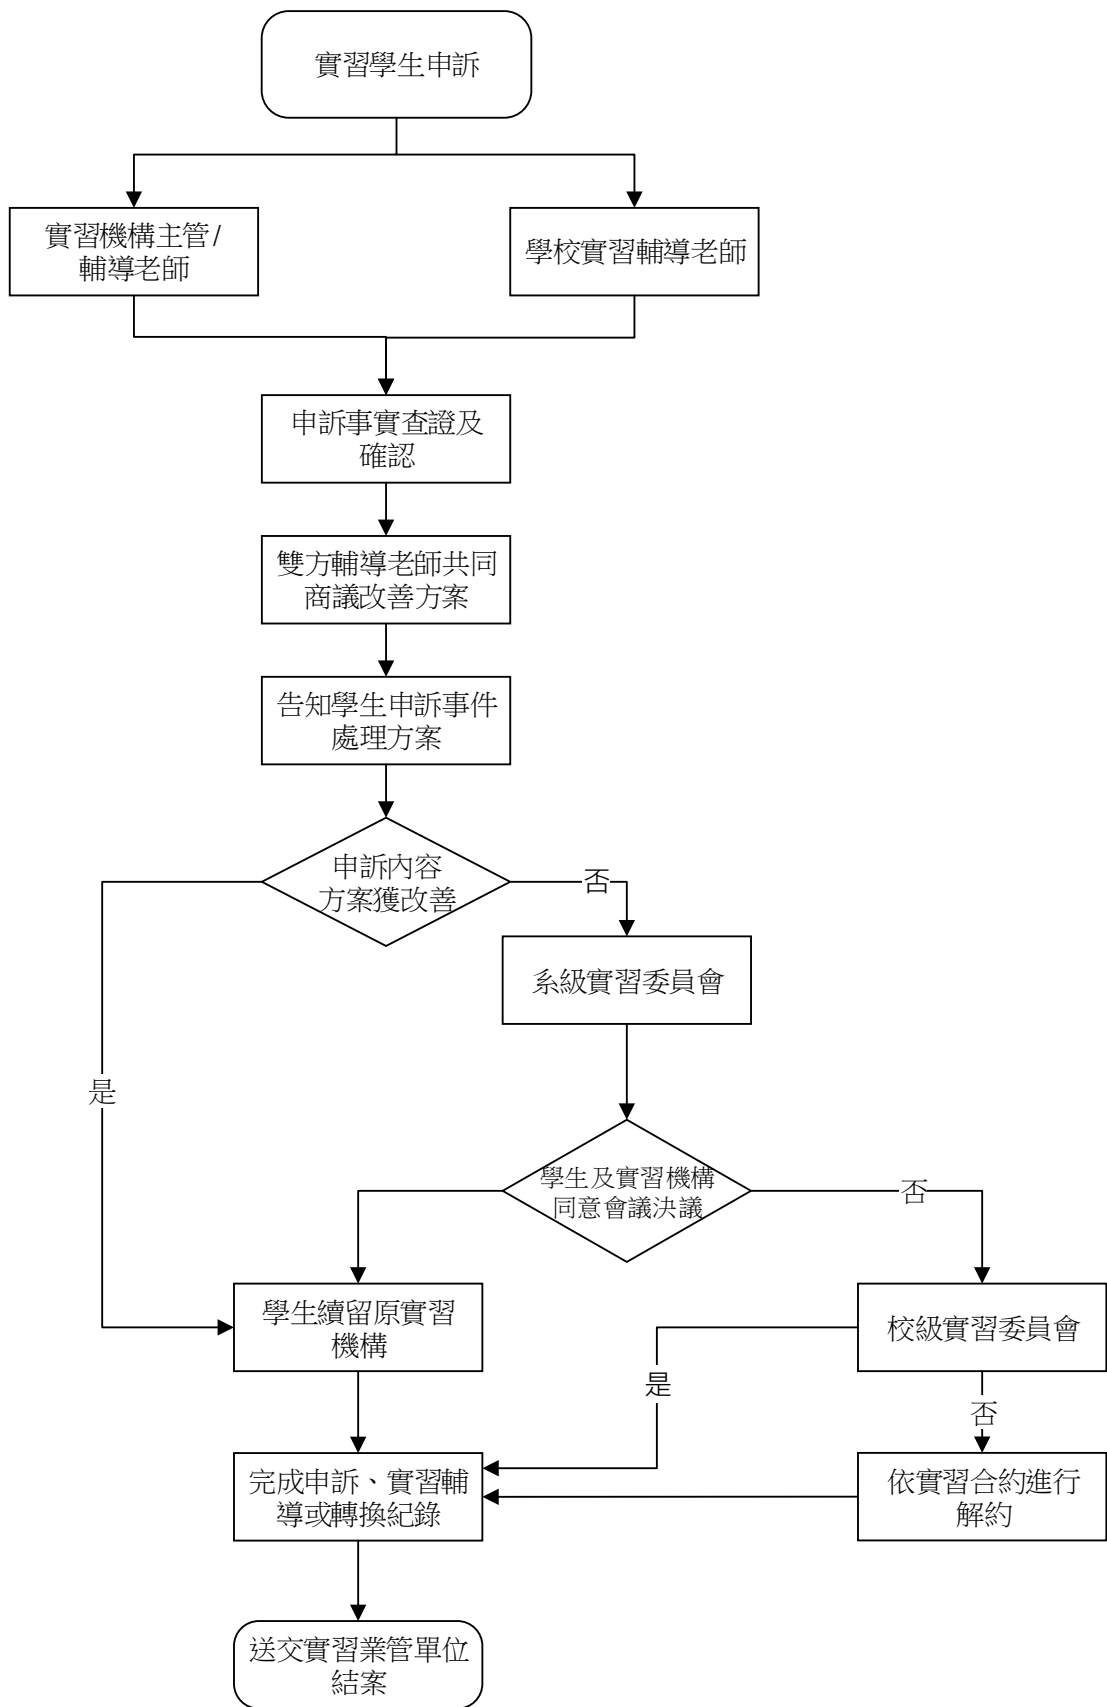 實習學生申訴
實習機構主管/
輔導老師
學校實習輔導老師
申訴事實查證及
確認
雙方輔導老師共同
商議改善方案
告知學生申訴事件
處理方案
申訴內容
方案獲改善
否
系級實習委員會
是
學生及實習機構
同意會議決議
否
學生續留原實習
機構
校級實習委員會
是
否
完成申訴、實習輔
導或轉換紀錄
依實習合約進行
解約
送交實習業管單位
結案